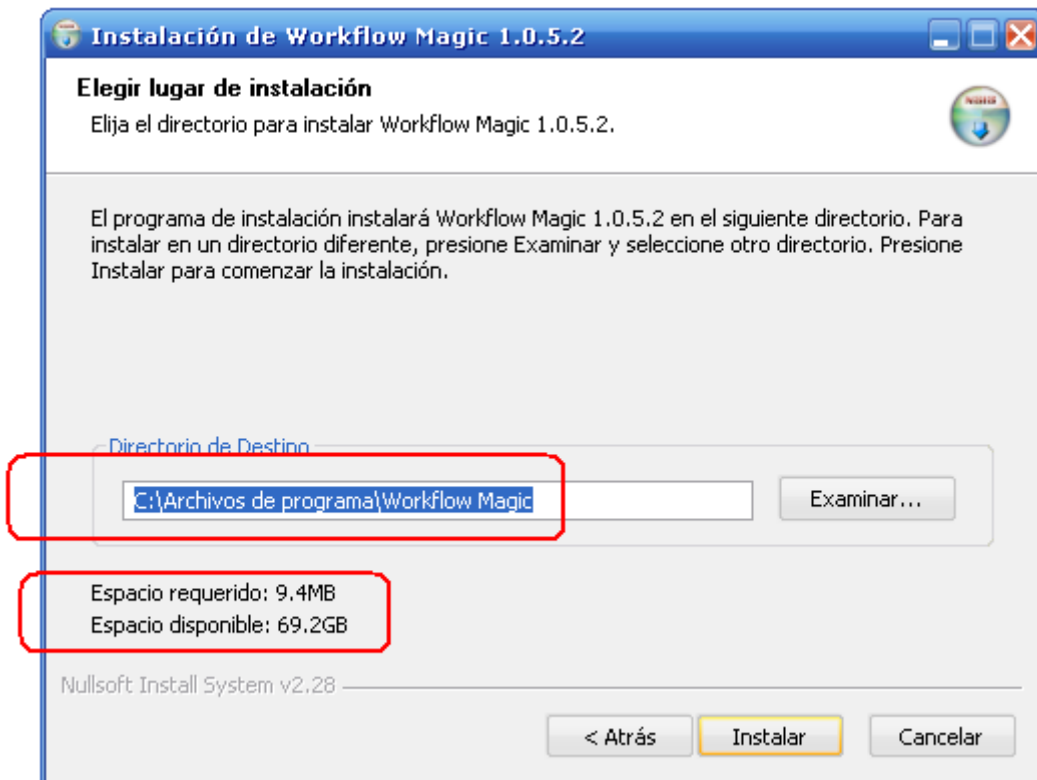 Instalación de Workflow Magic 1.0.5.2
Elegir lugar de instalación
Elija el directorio para instalar Workflow Magic 1.0.5.2.
El programa de instalación instalará Workflow Magic 1.0.5.2 en el siguiente directorio. Para
instalar en un directorio diferente, presione Examinar y seleccione otro directorio. Presione
Instalar para comenzar la instalación.
Directorio de Destino
C:\Archivos de programa\Workflow Magic
Examinar...
Espacio requerido: 9.4MB
Espacio disponible: 69.2GB
Nullsoft Install System v2.28
< Atrás
Instalar
Cancelar